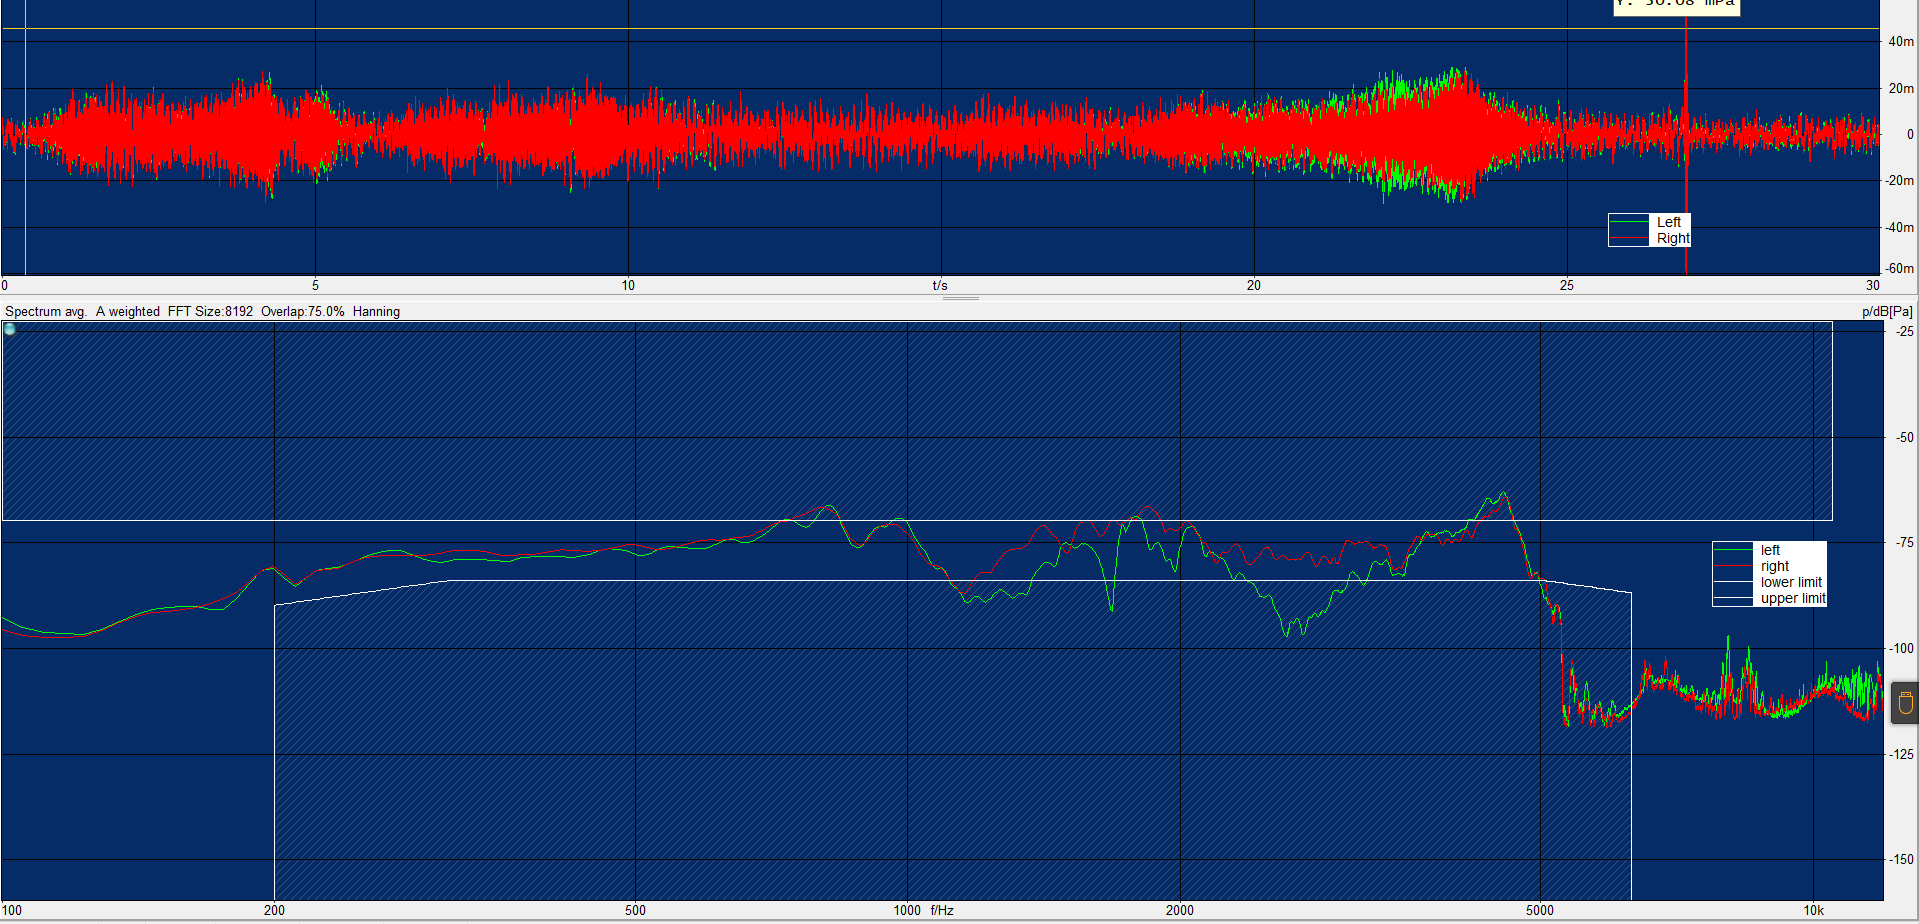 40m
20m
0
-20m
-40m
-60m
Left
Right
0 5 10 t/s 20 25 30
Spectrum avg. A weighted FFT Size:8192 Overlap:75.0% Hanning
p/dB[Pa]
-25
-50
-75
left
right
lower limit
upper limit
-100
-125
-150
100 200 500 1000 f/Hz 2000 5000 10k